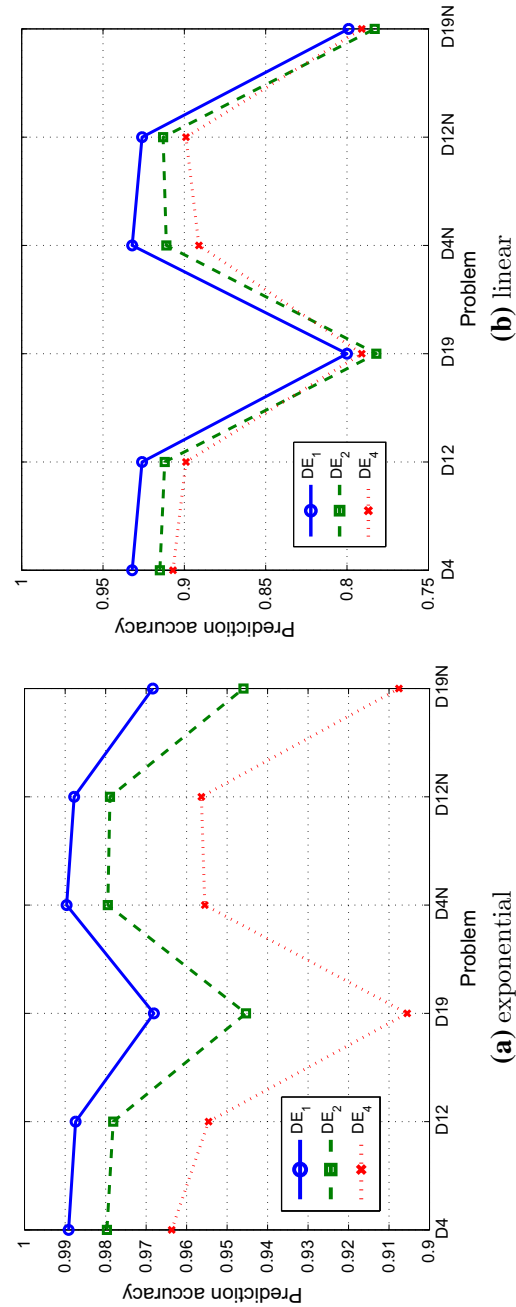 1
0.99
0.98
0.97
0.96
0.95
0.94
0.93
0.92
0.91
0.9
Prediction accuracy
DE1
DE2
DE4
D4 D12 D19 D4N D12N D19N
Problem
(a) exponential
1
0.95
0.9
0.85
0.8
0.75
Prediction accuracy
DE1
DE2
DE4
D4 D12 D19 D4N D12N D19N
Problem
(b) linear